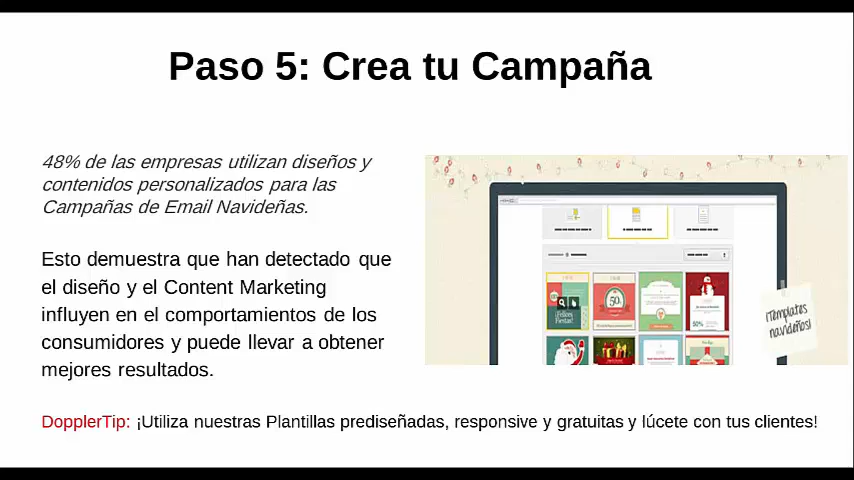 Paso 5: Crea tu Campaña
48% de las empresas utilizan diseños y
contenidos personalizados para las
Campañas de Email Navideñas.
Esto demuestra que han detectado que
el diseño y el Content Marketing
influyen en el comportamientos de los
consumidores y puede llevar a obtener
mejores resultados.
¡Felices
Fiestas!
50
50%
¡Templates
navideños!
DopplerTip: ¡Utiliza nuestras Plantillas prediseñadas, responsive y gratuitas y lúcete con tus clientes!